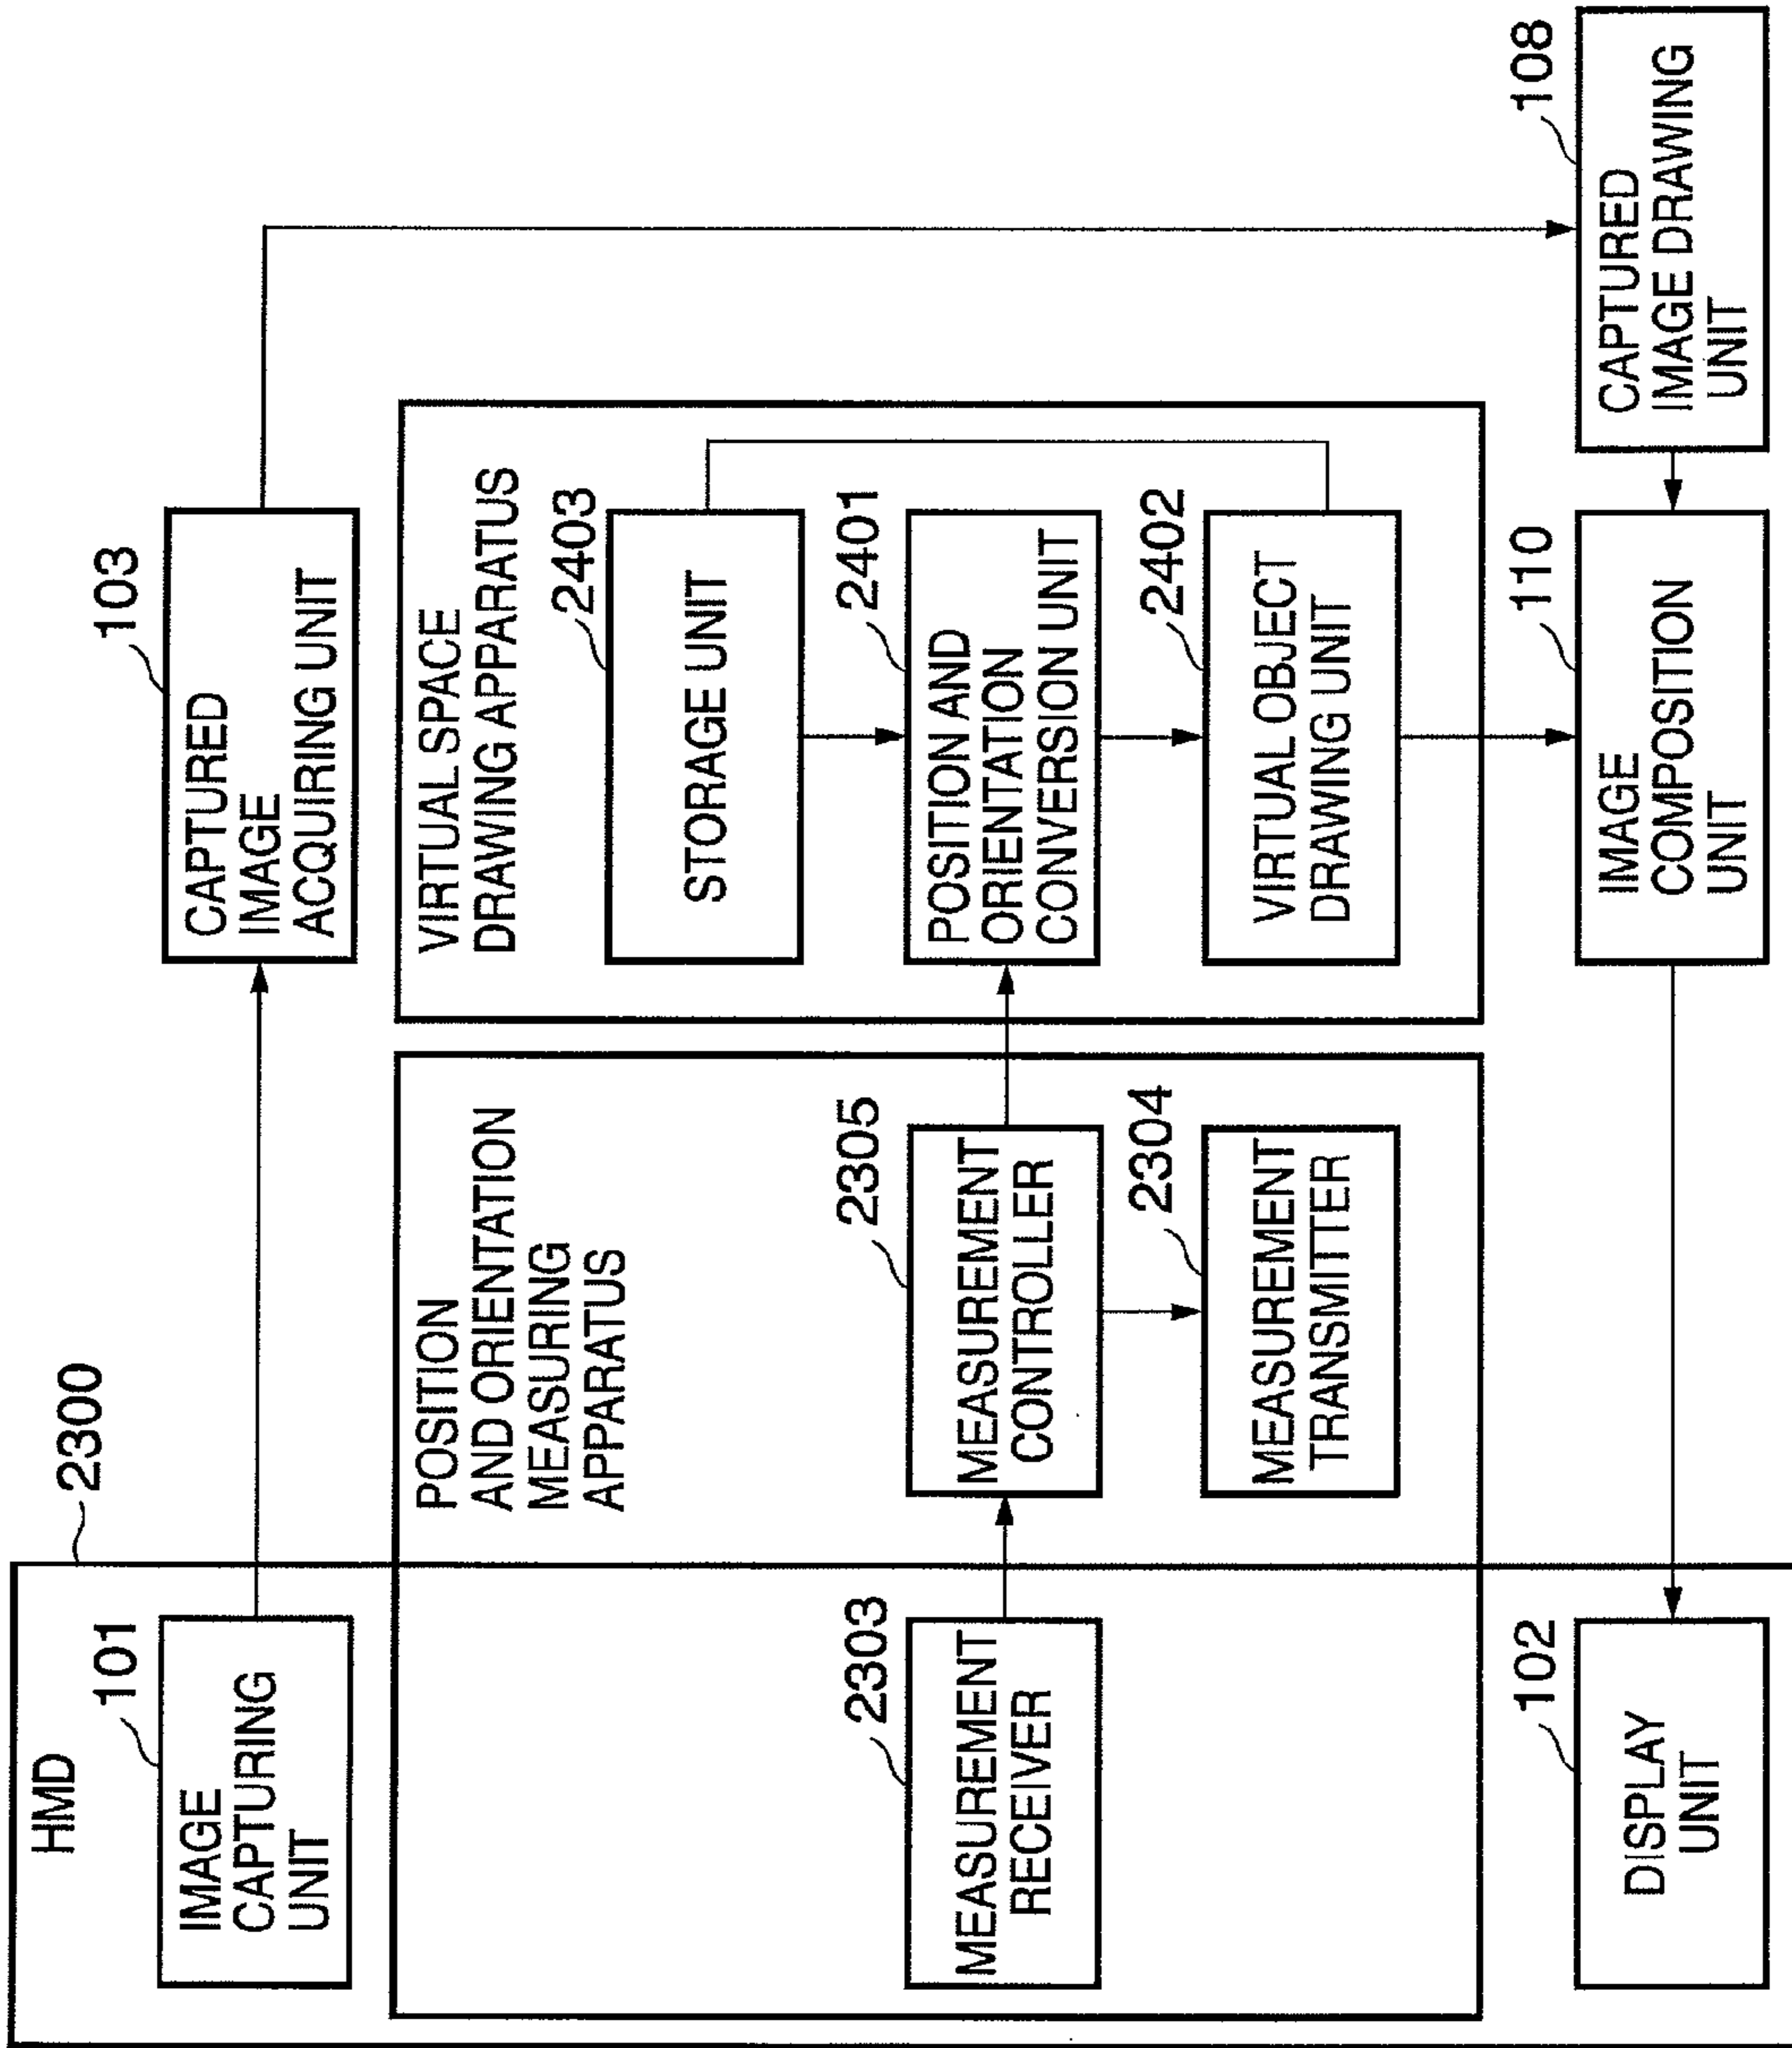 HMD
2300
101
IMAGE
CAPTURING
UNIT
103
CAPTURED
IMAGE
ACQUIRING UNIT
POSITION
AND ORIENTATION
MEASURING
APPARATUS
VIRTUAL SPACE
DRAWING APPARATUS
2403
STORAGE UNIT
2303
MEASUREMENT
RECEIVER
2305
MEASUREMENT
CONTROLLER
2401
POSITION AND
ORIENTATION
CONVERSION UNIT
2304
MEASUREMENT
TRANSMITTER
2402
VIRTUAL OBJECT
DRAWING UNIT
102
DISPLAY
UNIT
110
IMAGE
COMPOSITION
UNIT
108
CAPTURED
IMAGE DRAWING
UNIT